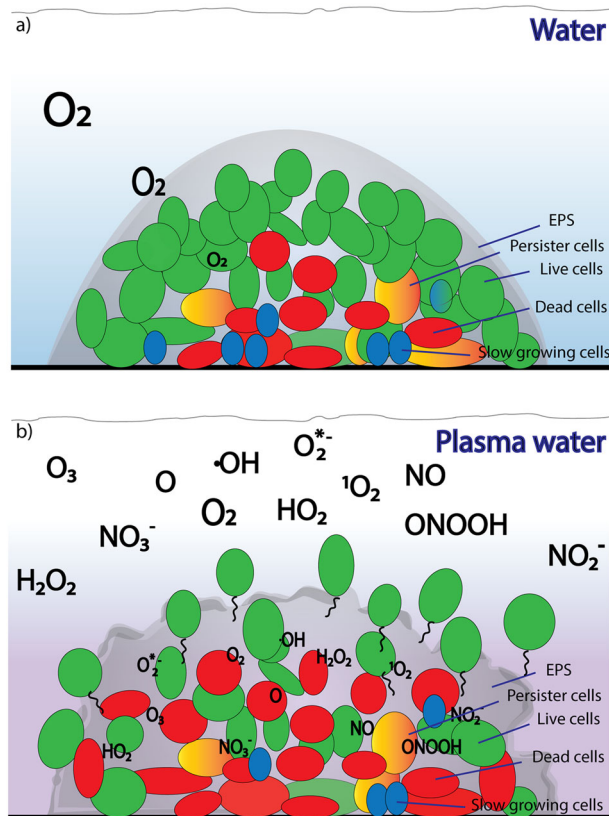 a)
Water
O₂
O₂
O₂
EPS
Persister cells
Live cells
Dead cells
Slow growing cells
b)
Plasma water
O₃
O
•OH
O₂*-
¹O₂
NO
O₂
HO₂
ONOOH
NO₃⁻
NO₂⁻
H₂O₂
·OH
O₂*-
O₂
H₂O₂
¹O₂
EPS
Persister cells
O
O₃
NO₂⁻
NO
Live cells
HO₂
NO₃⁻
ONOOH
Dead cells
Slow growing cells